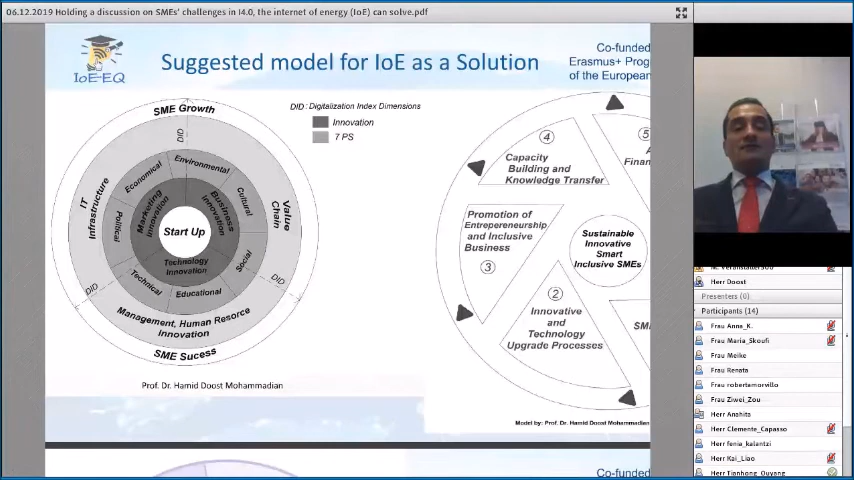 06.12.2019 Holding a discussion on SMEs' challenges in I4.0, the internet of energy (IoE) can solve.pdf
IoE-EQ
Suggested model for IoE as a Solution
Co-funded
Erasmus+ Prog
of the European
SME Growth
DID
DID
DID
IT
Infrastructure
Value
Chain
Management, Human Resorce
Innovation
SME Sucess
Environmental
Economical
Cultural
Political
Social
Technical
Educational
Marketing
Innovation
Business
Innovation
Technology
Innovation
Start Up
DID: Digitalization Index Dimensions
Innovation
7 PS
Prof. Dr. Hamid Doost Mohammadian
4
Capacity
Building and
Knowledge Transfer
5
A
Finan
Promotion of
Entrepereneurship
and Inclusive
Business
3
Sustainable
Innovative
Smart
Inclusive SMEs
2
Innovative
and
Technology
Upgrade Processes
SM
Model by: Prof. Dr. Hamid Doost Mohammadian
Co-funded
Herr Doost
Presenters (0)
Participants (14)
Frau Anna_K.
Frau Maria_Skoufi
Frau Meike
Frau Renata
Frau robertamorvillo
Frau Ziwei_Zou
Herr Anahita
Herr Clemente_Capasso
Herr fenia_kalantzi
Herr Kai_Liao
Herr Tianhong_Ouyang